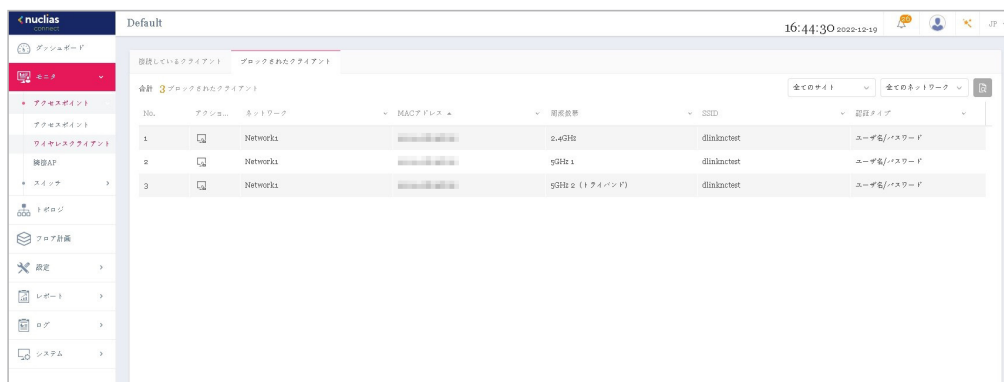 nuclias
connect
Default
16:44:30 2022-12-19
JP
ダッシュボード
モニタ
アクセスポイント
アクセスポイント
ワイヤレスクライアント
隣接AP
スイッチ
トポロジ
フロア計画
設定
レポート
ログ
システム
接続しているクライアント ブロックされたクライアント
合計 3 ブロックされたクライアント
全てのサイト 全てのネットワーク
No. アクショ... ネットワーク MACアドレス 周波数帯 SSID 認証タイプ
1 Network1 2.4GHz dlinknctest ユーザ名/パスワード
2 Network1 5GHz 1 dlinknctest ユーザ名/パスワード
3 Network1 5GHz 2 (トライバンド) dlinknctest ユーザ名/パスワード